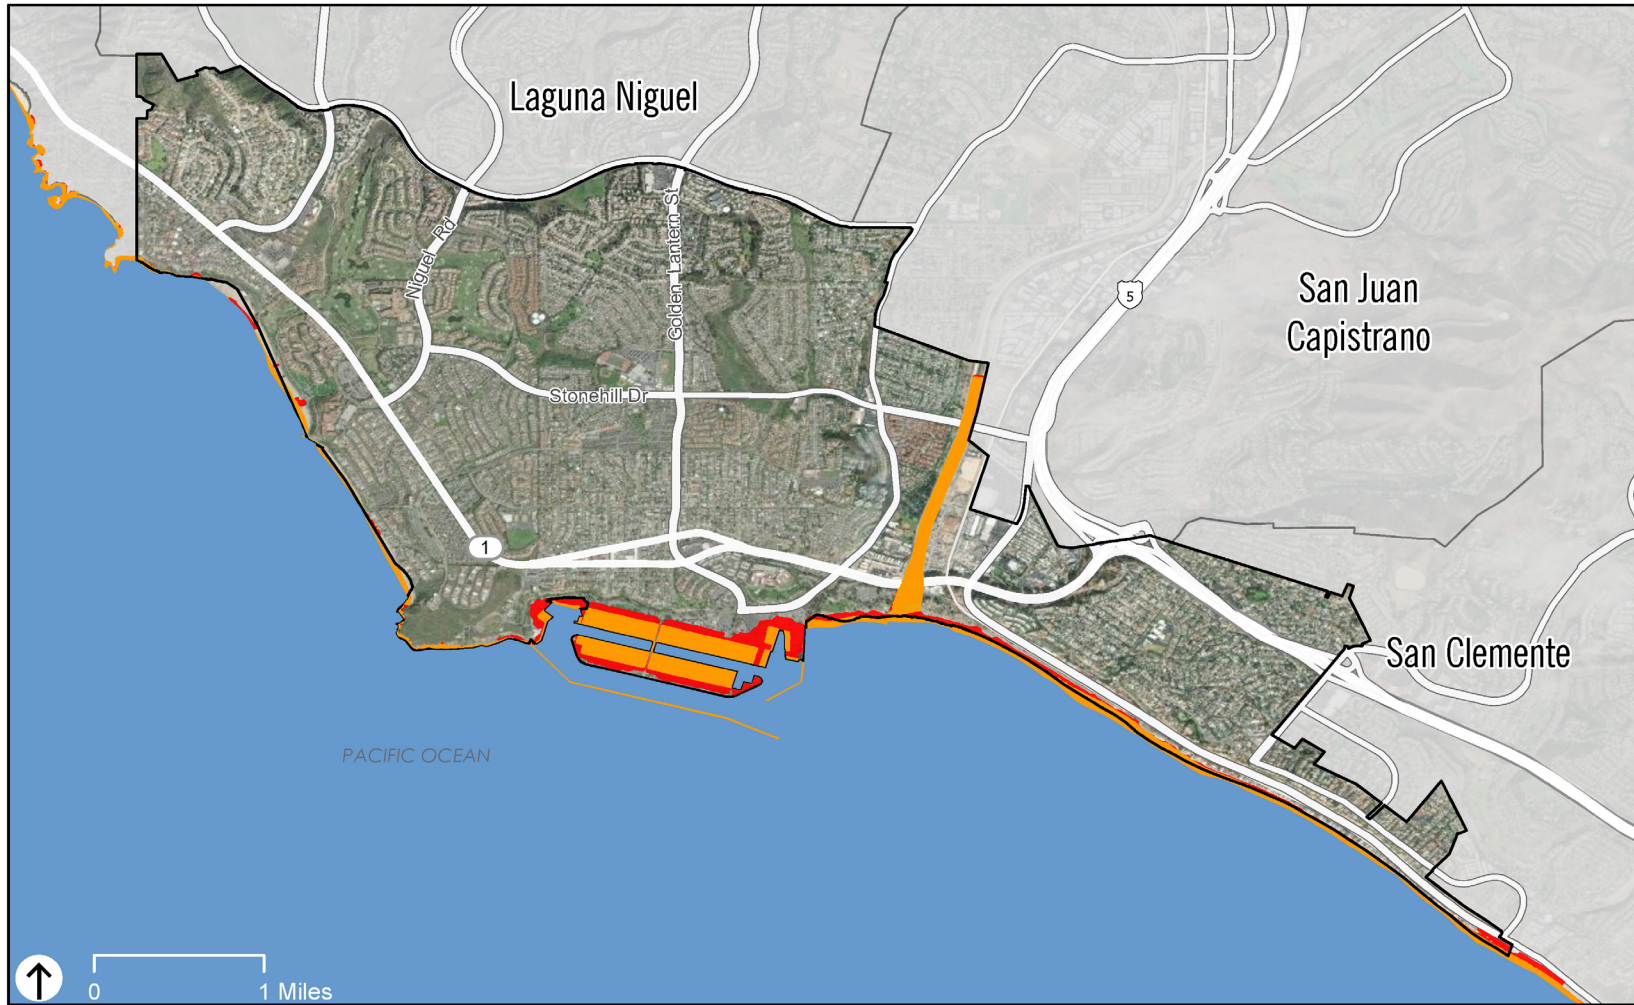 Laguna Niguel
Niguel Rd
Golden Lantern St
5
San Juan
Capistrano
Stonehill Dr
1
San Clemente
PACIFIC OCEAN
0 1 Miles